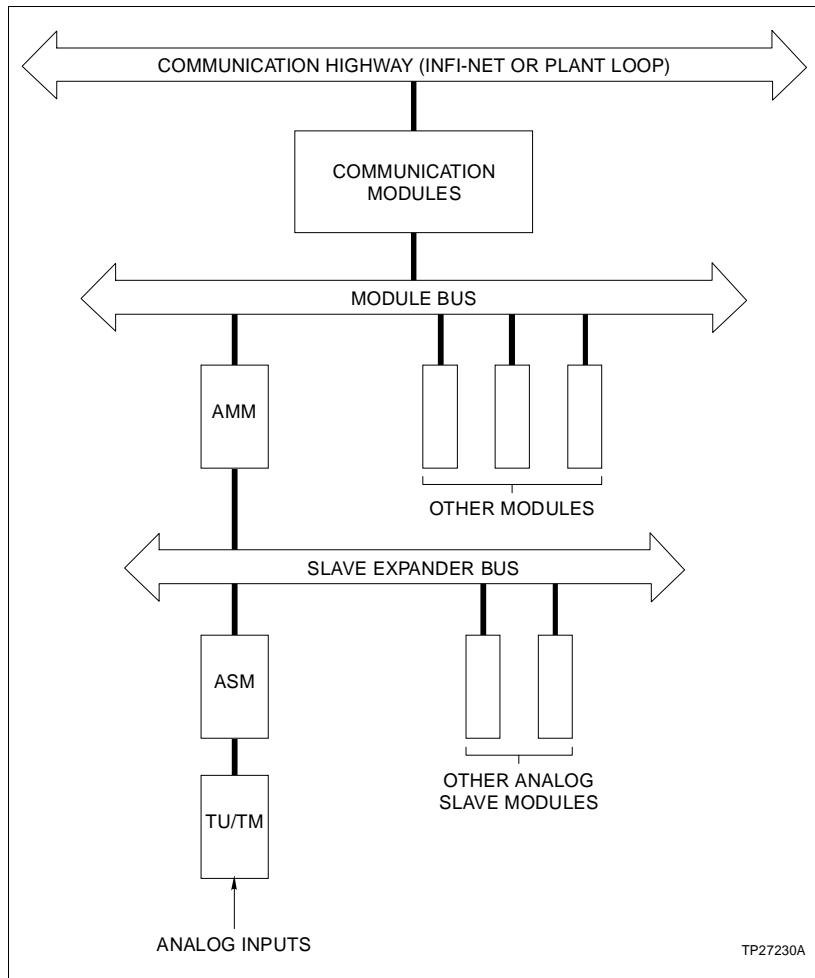 COMMUNICATION HIGHWAY (INFI-NET OR PLANT LOOP)
COMMUNICATION
MODULES
MODULE BUS
AMM
OTHER MODULES
SLAVE EXPANDER BUS
ASM
OTHER ANALOG
SLAVE MODULES
TU/TM
ANALOG INPUTS
TP27230A